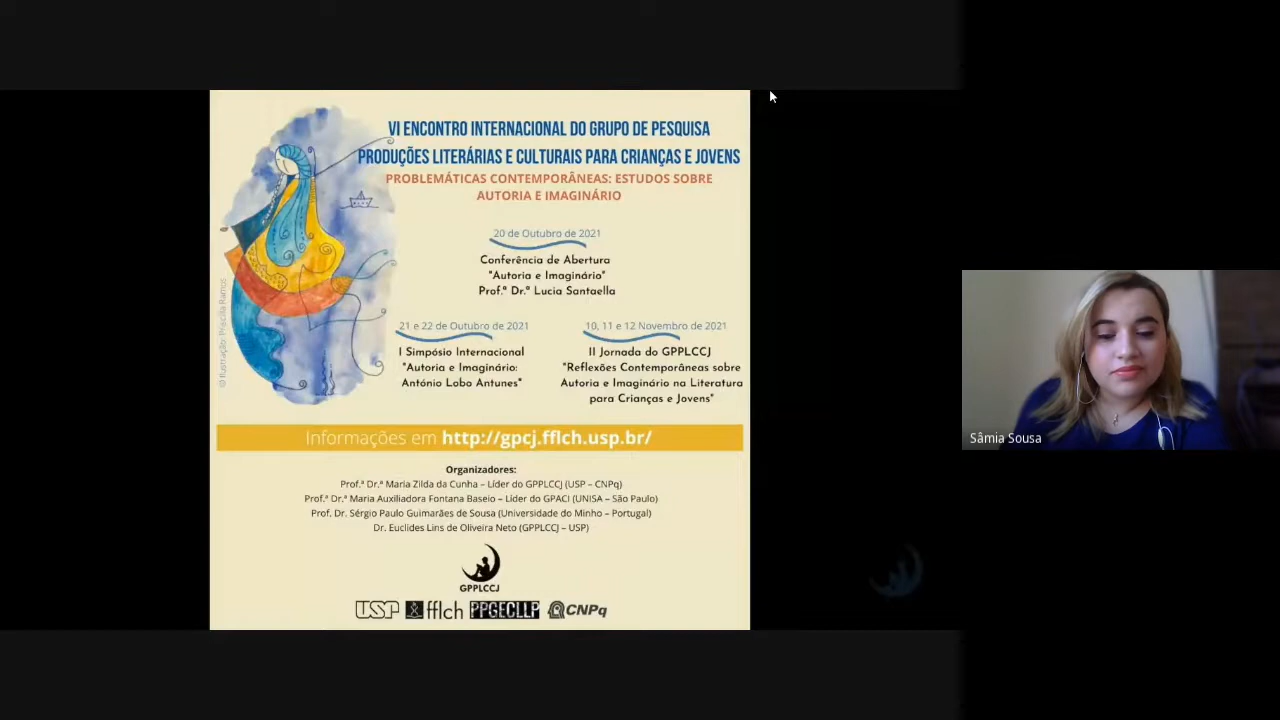 VI ENCONTRO INTERNACIONAL DO GRUPO DE PESQUISA
PRODUÇÕES LITERÁRIAS E CULTURAIS PARA CRIANÇAS E JOVENS
PROBLEMÁTICAS CONTEMPORÂNEAS: ESTUDOS SOBRE
AUTORIA E IMAGINÁRIO
20 de Outubro de 2021
Conferência de Abertura
"Autoria e Imaginário"
Prof.ª Dr.ª Lucia Santaella
21 e 22 de Outubro de 2021
I Simpósio Internacional
"Autoria e Imaginário:
António Lobo Antunes"
10, 11 e 12 Novembro de 2021
II Jornada do GPPLCCJ
"Reflexões Contemporâneas sobre
Autoria e Imaginário na Literatura
para Crianças e Jovens"
© Ilustração: Priscilla Ramos
Informações em http://gpcj.fflch.usp.br/
Organizadores:
Prof.ª Dr.ª Maria Zilda da Cunha – Líder do GPPLCCJ (USP – CNPq)
Prof.ª Dr.ª Maria Auxiliadora Fontana Baseio – Líder do GPACI (UNISA – São Paulo)
Prof. Dr. Sérgio Paulo Guimarães de Sousa (Universidade do Minho – Portugal)
Dr. Euclides Lins de Oliveira Neto (GPPLCCJ – USP)
GPPLCCJ
USP fflch PPGECLLP CNPq
Sâmia Sousa